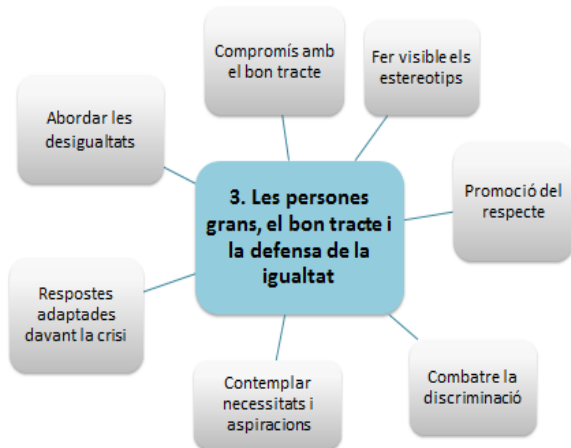 Compromís amb
el bon tracte
Fer visible els
estereotips
Abordar les
desigualtats
3. Les persones
grans, el bon tracte i
la defensa de la
igualtat
Promoció del
respecte
Respostes
adaptades
davant la crisi
Contemplar
necessitats i
aspiracions
Combatre la
discriminació